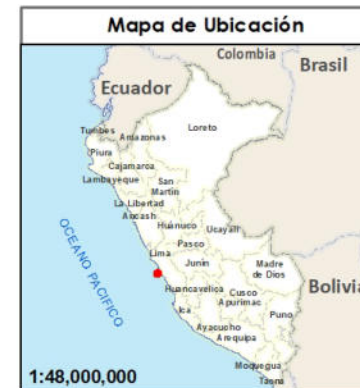 Mapa de Ubicación
Colombia
Brasil
Ecuador
Tumbes
Amazonas
Loreto
Piura
Cajamarca
Lambayeque
San
Martín
La Libertad
Ancash
Huánuco
Ucayali
Pasco
OCEANO PACIFICO
Lima
Junín
Madre
de Dios
Huancavelica
Cusco
Bolivia
Apurimac
Ica
Puno
Ayacucho
Arequipa
Moquegua
Tacna
1:48,000,000